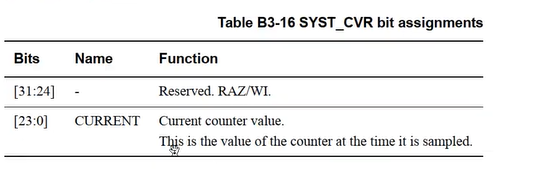 Table B3-16 SYST_CVR bit assignments
Bits Name Function
[31:24] - Reserved. RAZ/WI.
[23:0] CURRENT Current counter value.
This is the value of the counter at the time it is sampled.